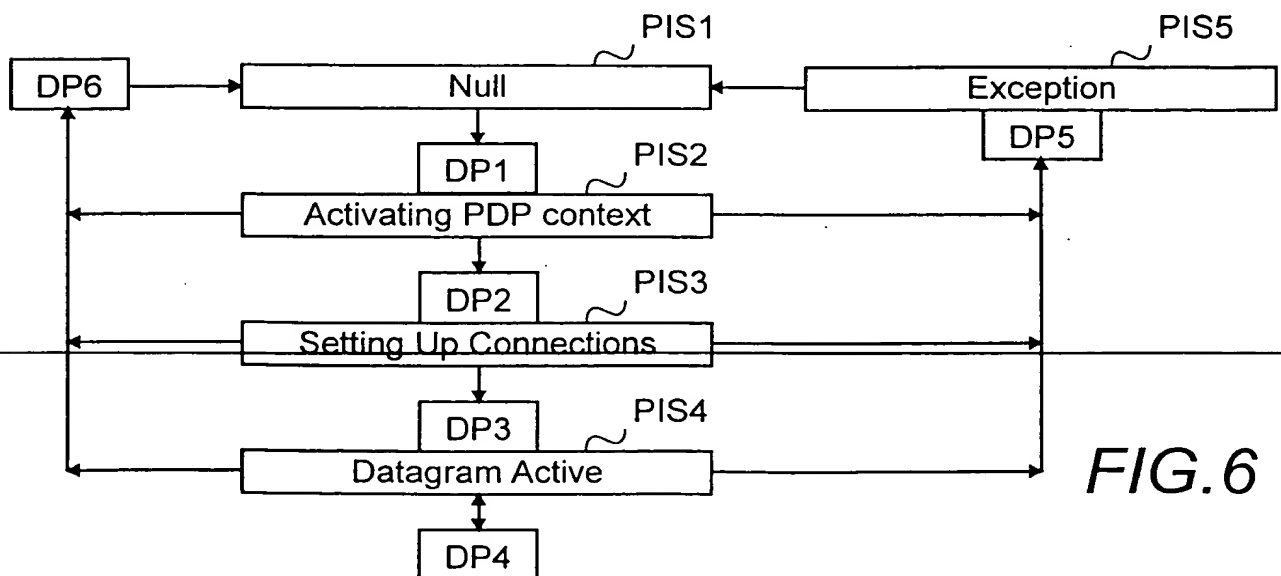 PIS1
PIS5
DP6
Null
Exception
DP5
DP1
PIS2
Activating PDP context
DP2
PIS3
Setting Up Connections
DP3
PIS4
Datagram Active
FIG.6
DP4